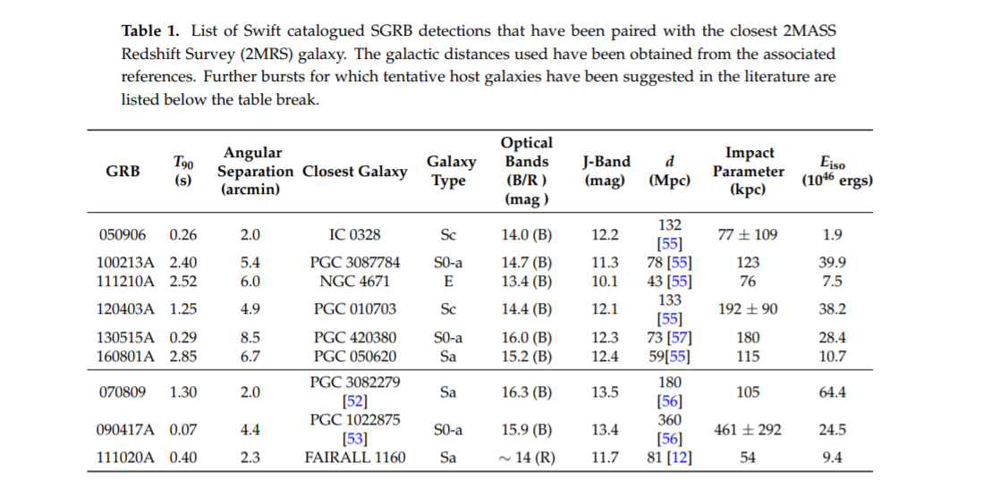 Table 1. List of Swift catalogued SGRB detections that have been paired with the closest 2MASS
Redshift Survey (2MRS) galaxy. The galactic distances used have been obtained from the associated
references. Further bursts for which tentative host galaxies have been suggested in the literature are
listed below the table break.
GRB T90 (s) Angular Separation (arcmin) Closest Galaxy Galaxy Type Optical Bands (B/R ) (mag ) J-Band (mag) d (Mpc) Impact Parameter (kpc) Eiso (10^46 ergs)
050906 0.26 2.0 IC 0328 Sc 14.0 (B) 12.2 132 [55] 77 ± 109 1.9
100213A 2.40 5.4 PGC 3087784 S0-a 14.7 (B) 11.3 78 [55] 123 39.9
111210A 2.52 6.0 NGC 4671 E 13.4 (B) 10.1 43 [55] 76 7.5
120403A 1.25 4.9 PGC 010703 Sc 14.4 (B) 12.1 133 [55] 192 ± 90 38.2
130515A 0.29 8.5 PGC 420380 S0-a 16.0 (B) 12.3 73 [57] 180 28.4
160801A 2.85 6.7 PGC 050620 Sa 15.2 (B) 12.4 59[55] 115 10.7
070809 1.30 2.0 PGC 3082279 [52] Sa 16.3 (B) 13.5 180 [56] 105 64.4
090417A 0.07 4.4 PGC 1022875 [53] S0-a 15.9 (B) 13.4 360 [56] 461 ± 292 24.5
111020A 0.40 2.3 FAIRALL 1160 Sa ∼ 14 (R) 11.7 81 [12] 54 9.4